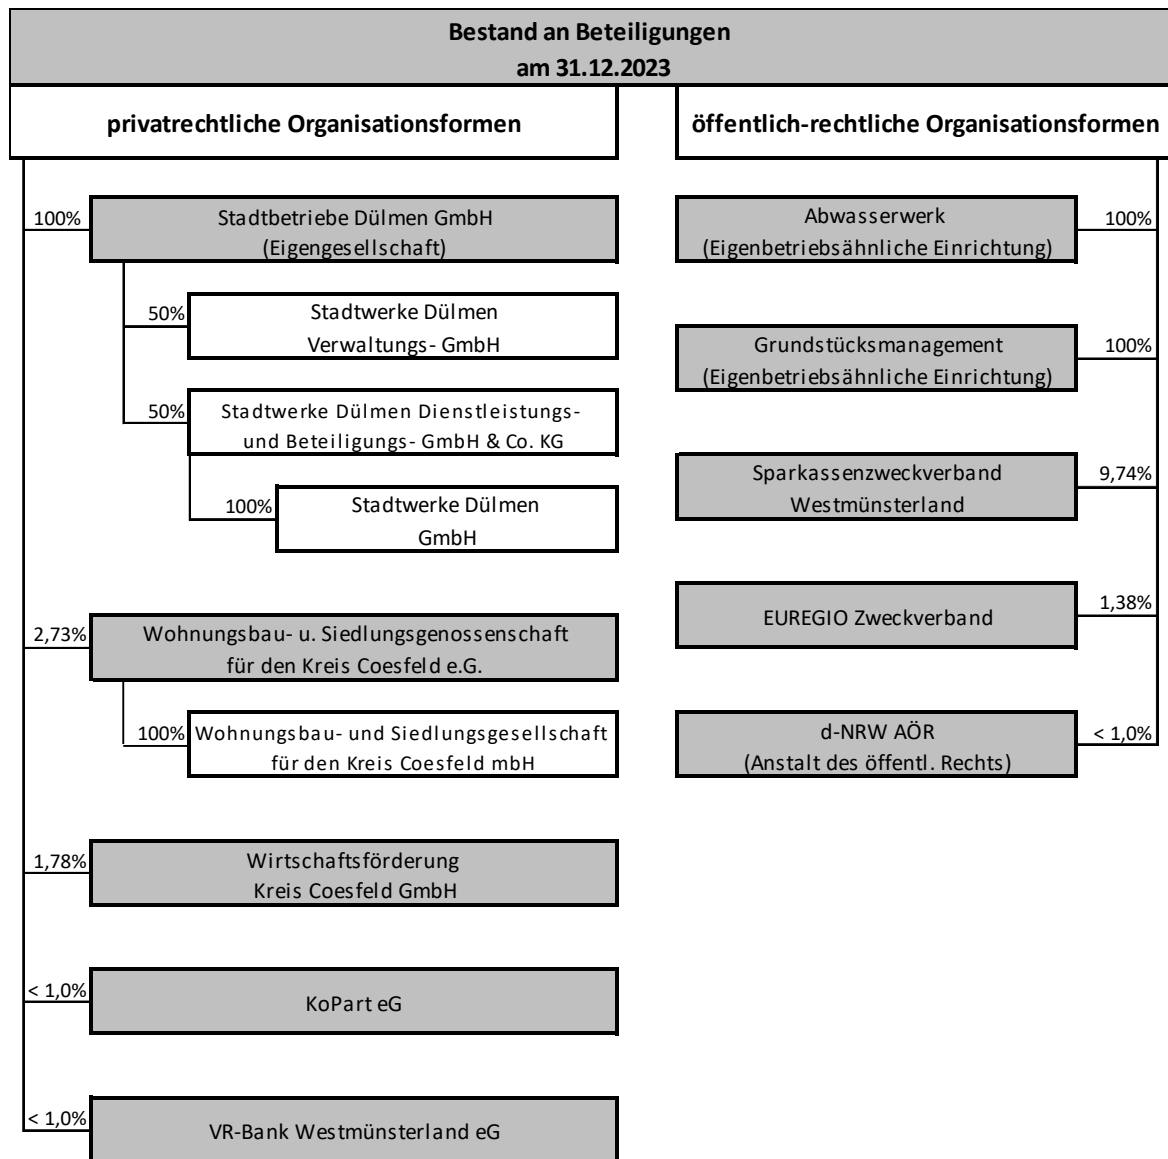 Bestand an Beteiligungen
am 31.12.2023
privatrechtliche Organisationsformen
100%
Stadtbetriebe Dülmen GmbH
(Eigengesellschaft)
50%
Stadtwerke Dülmen
Verwaltungs- GmbH
50%
Stadtwerke Dülmen Dienstleistungs-
und Beteiligungs- GmbH & Co. KG
100%
Stadtwerke Dülmen
GmbH
2,73%
Wohnungsbau- u. Siedlungsgenossenschaft
für den Kreis Coesfeld e.G.
100%
Wohnungsbau- und Siedlungsgesellschaft
für den Kreis Coesfeld mbH
1,78%
Wirtschaftsförderung
Kreis Coesfeld GmbH
< 1,0%
KoPart eG
< 1,0%
VR-Bank Westmünsterland eG
öffentlich-rechtliche Organisationsformen
Abwasserwerk
(Eigenbetriebsähnliche Einrichtung)
100%
Grundstücksmanagement
(Eigenbetriebsähnliche Einrichtung)
100%
Sparkassenzweckverband
Westmünsterland
9,74%
EUREGIO Zweckverband
1,38%
d-NRW AÖR
(Anstalt des öffentl. Rechts)
< 1,0%